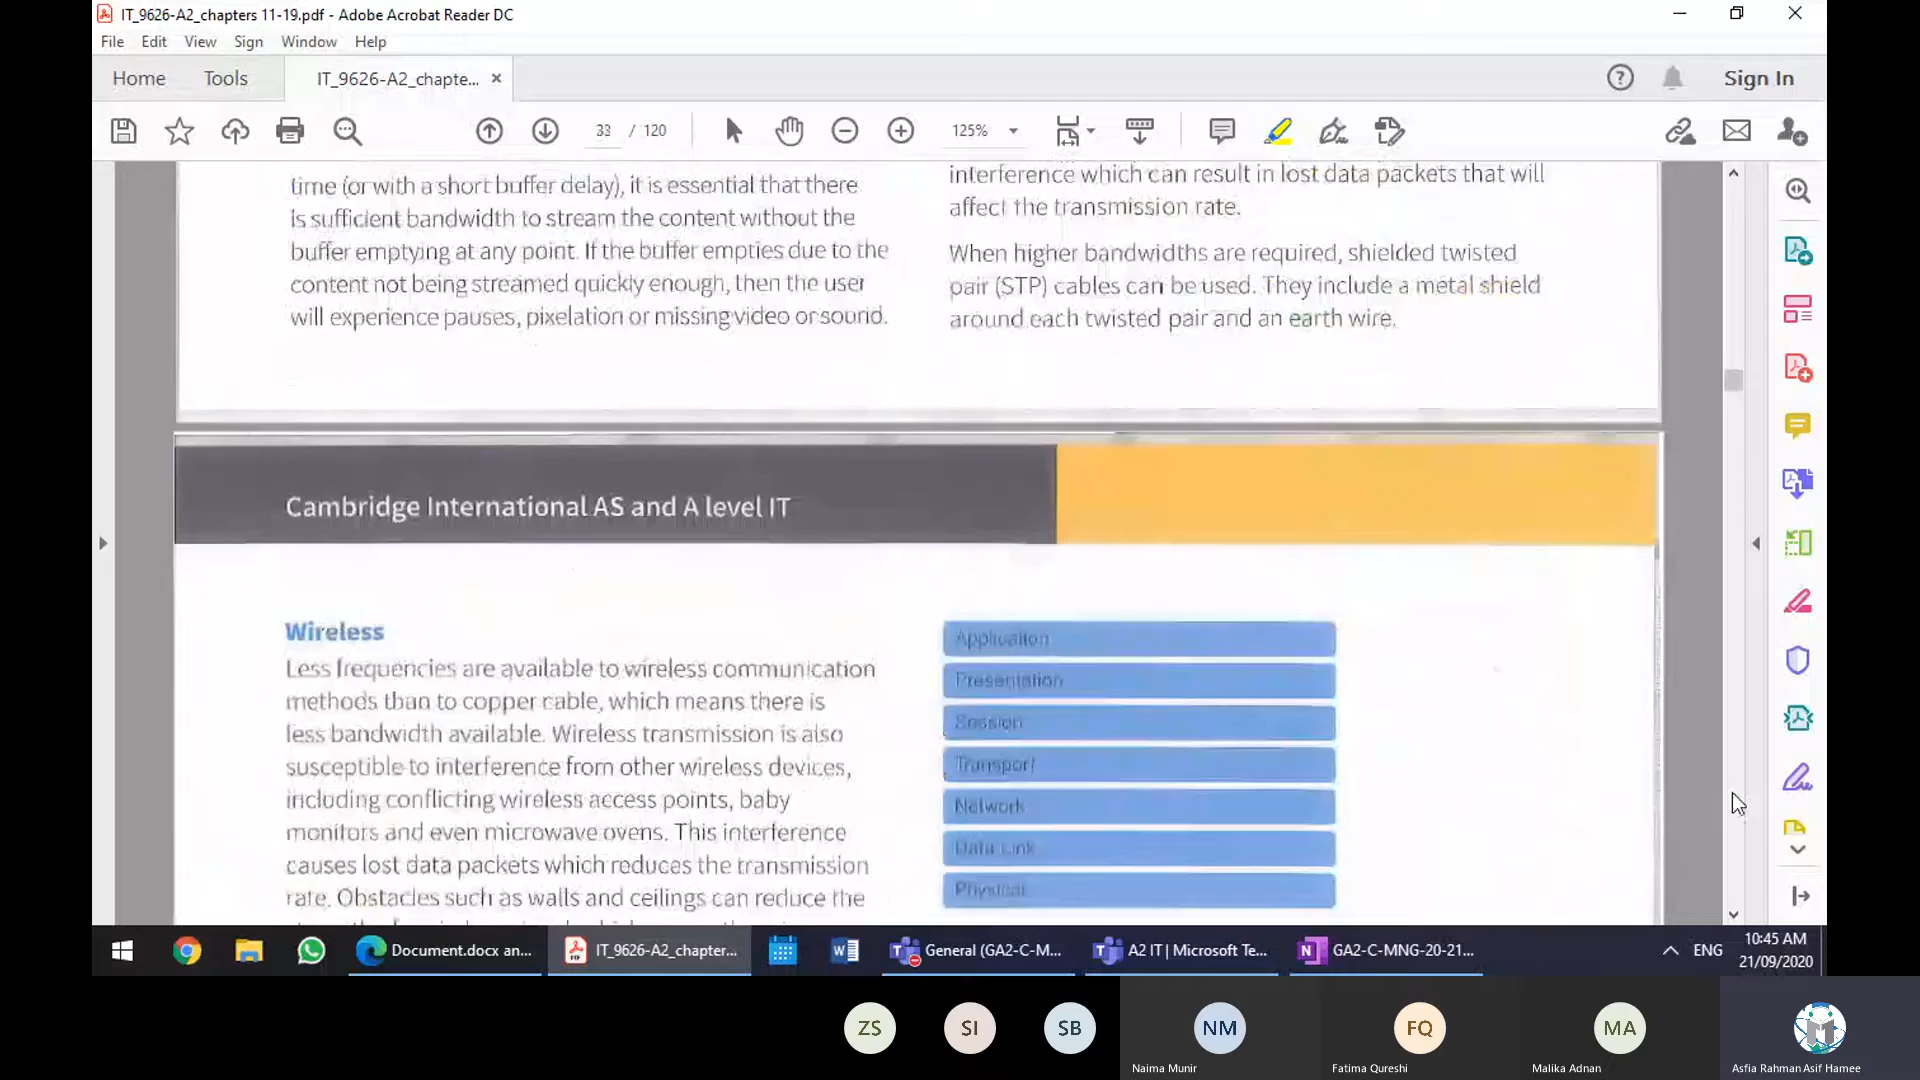 IT_9626-A2_chapters 11-19.pdf - Adobe Acrobat Reader DC
File Edit View Sign Window Help
Home Tools IT_9626-A2_chapte... × Sign In
33 / 120 125%
time (or with a short buffer delay), it is essential that there
is sufficient bandwidth to stream the content without the
buffer emptying at any point. If the buffer empties due to the
content not being streamed quickly enough, then the user
will experience pauses, pixelation or missing video or sound.
interference which can result in lost data packets that will
affect the transmission rate.
When higher bandwidths are required, shielded twisted
pair (STP) cables can be used. They include a metal shield
around each twisted pair and an earth wire.
Cambridge International AS and A level IT
Wireless
Less frequencies are available to wireless communication
methods than to copper cable, which means there is
less bandwidth available. Wireless transmission is also
susceptible to interference from other wireless devices,
including conflicting wireless access points, baby
monitors and even microwave ovens. This interference
causes lost data packets which reduces the transmission
rate. Obstacles such as walls and ceilings can reduce the
Application
Presentation
Session
Transport
Network
Data Link
Physical
Document.docx an... IT_9626-A2_chapter... General (GA2-C-M... A2 IT | Microsoft Te... GA2-C-MNG-20-21... ENG 10:45 AM
21/09/2020
ZS SI SB NM FQ MA
Naima Munir Fatima Qureshi Malika Adnan Asfia Rahman Asif Hamee